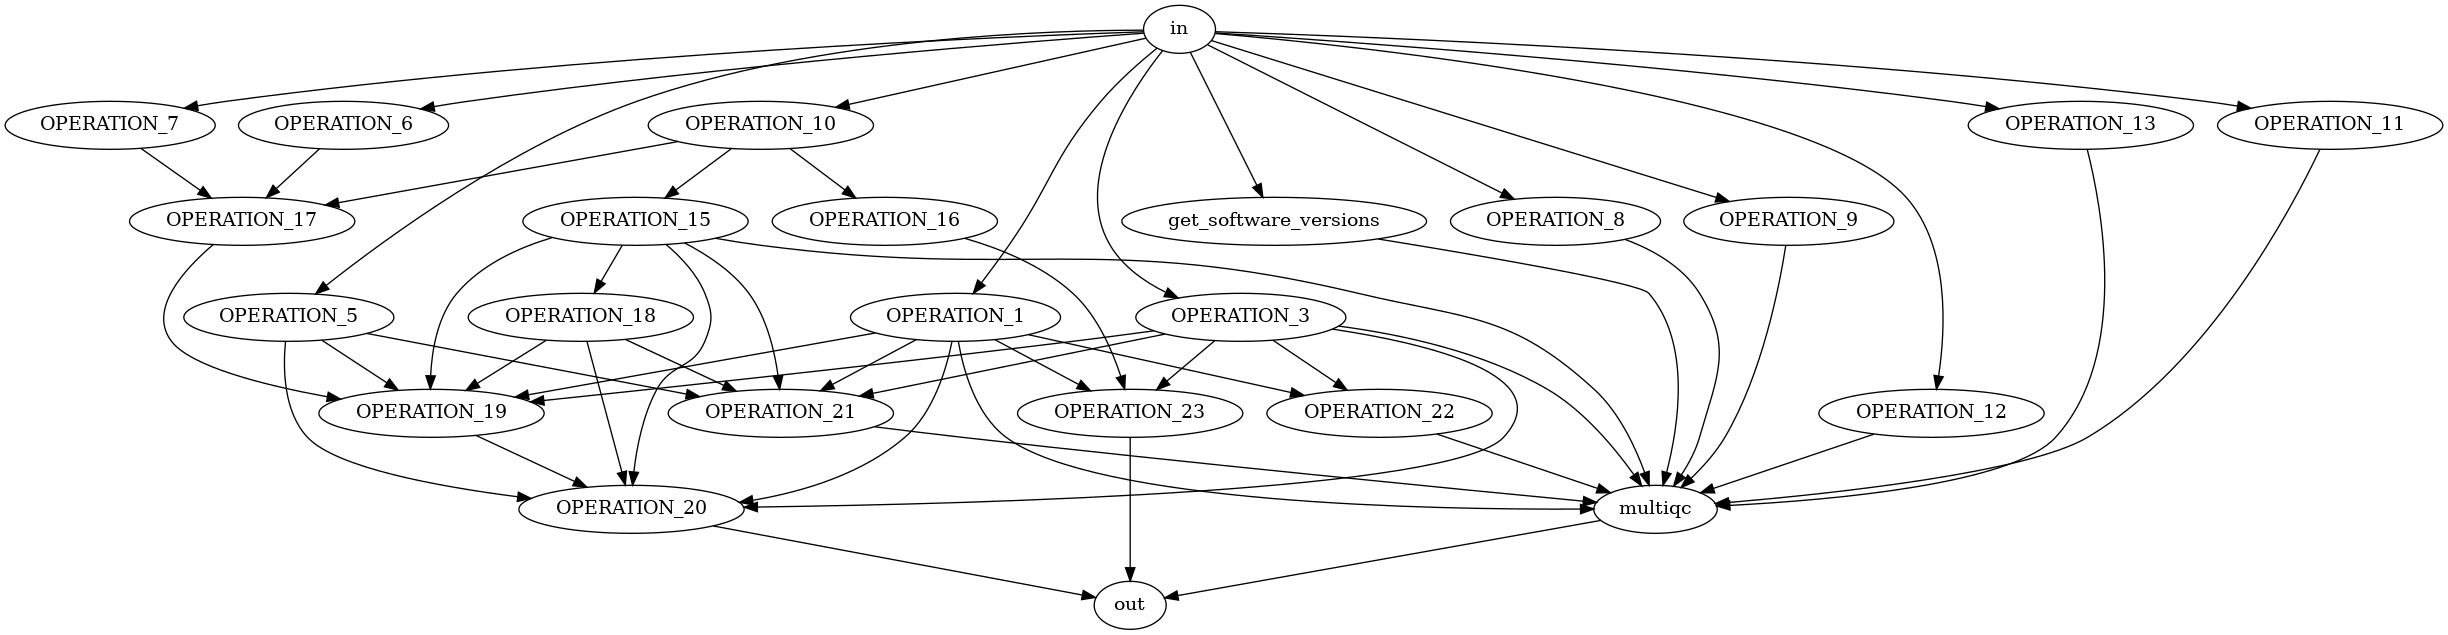 in
OPERATION_7
OPERATION_6
OPERATION_10
OPERATION_13
OPERATION_11
OPERATION_17
OPERATION_15
OPERATION_16
get_software_versions
OPERATION_8
OPERATION_9
OPERATION_5
OPERATION_18
OPERATION_1
OPERATION_3
OPERATION_19
OPERATION_21
OPERATION_23
OPERATION_22
OPERATION_12
OPERATION_20
multiqc
out